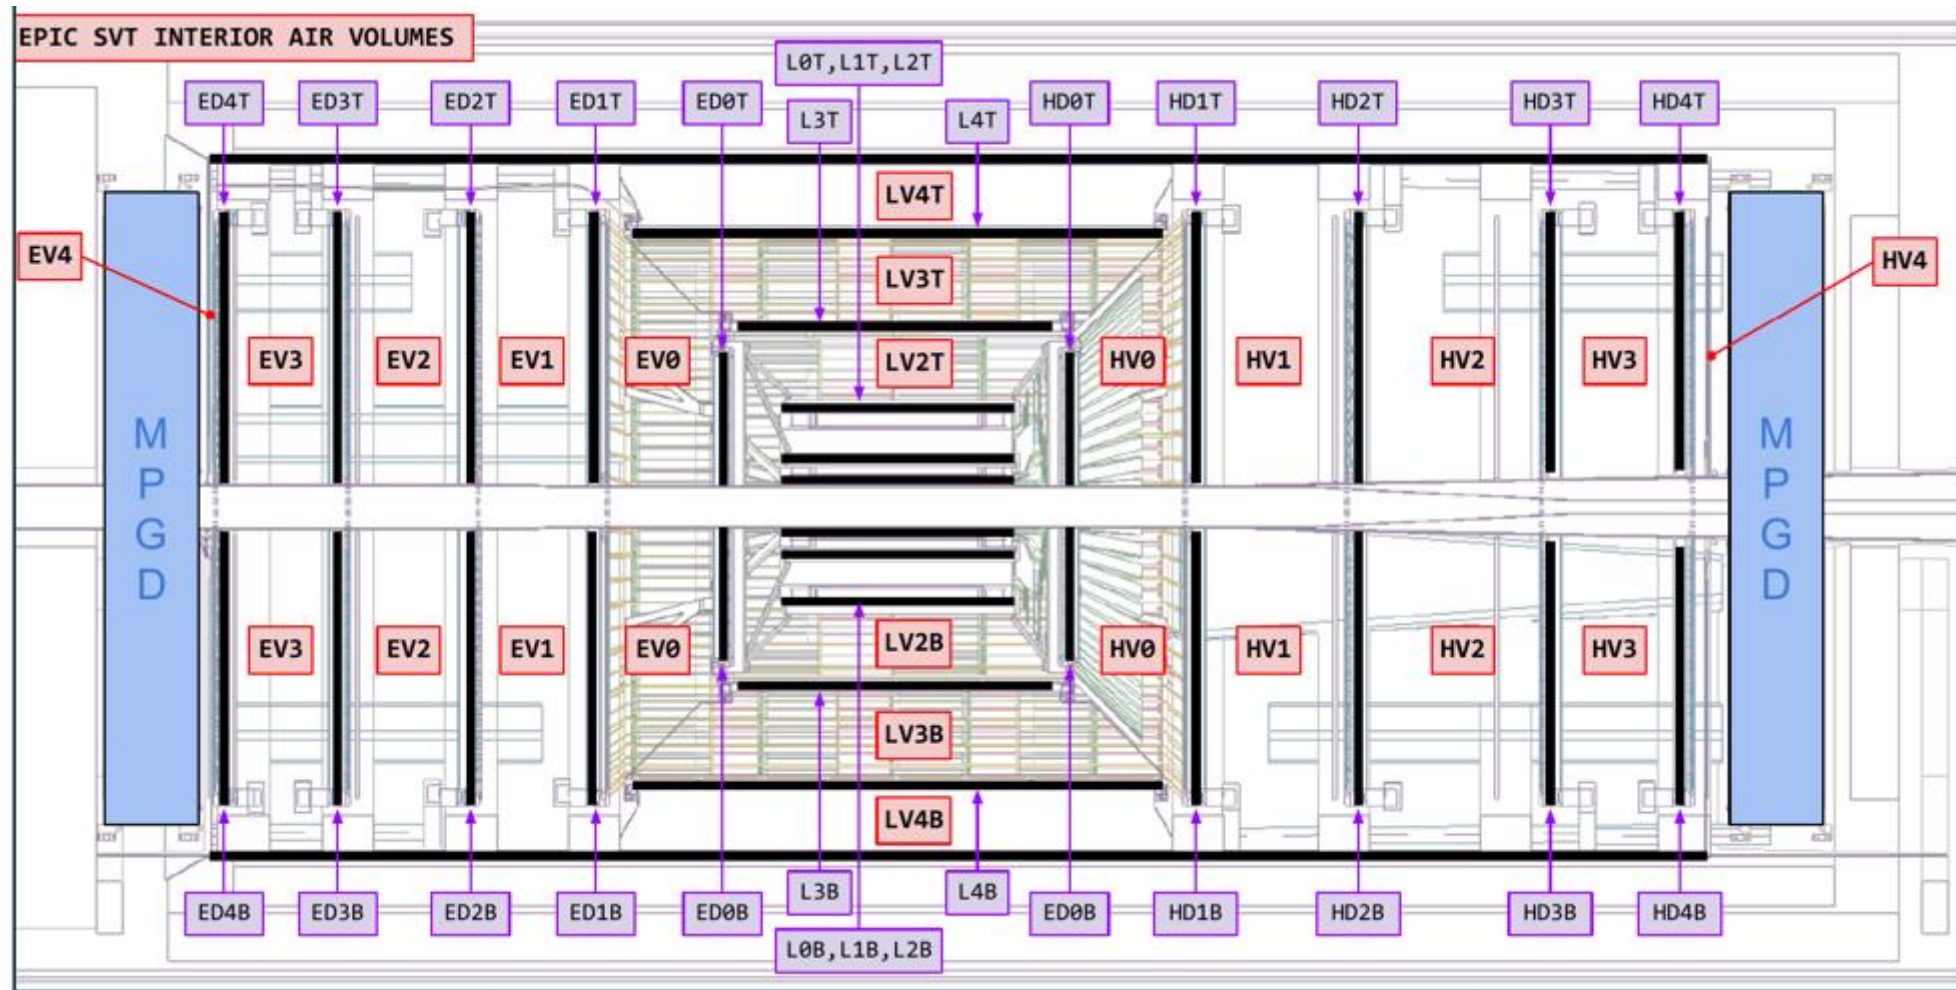 EPIC SVT INTERIOR AIR VOLUMES
L0T,L1T,L2T
ED4T
ED3T
ED2T
ED1T
ED0T
L3T
L4T
HD0T
HD1T
HD2T
HD3T
HD4T
LV4T
EV4
HV4
LV3T
EV3
EV2
EV1
EV0
LV2T
HV0
HV1
HV2
HV3
MPGD
MPGD
EV3
EV2
EV1
EV0
LV2B
HV0
HV1
HV2
HV3
LV3B
LV4B
L3B
L4B
ED4B
ED3B
ED2B
ED1B
ED0B
ED0B
HD1B
HD2B
HD3B
HD4B
L0B,L1B,L2B